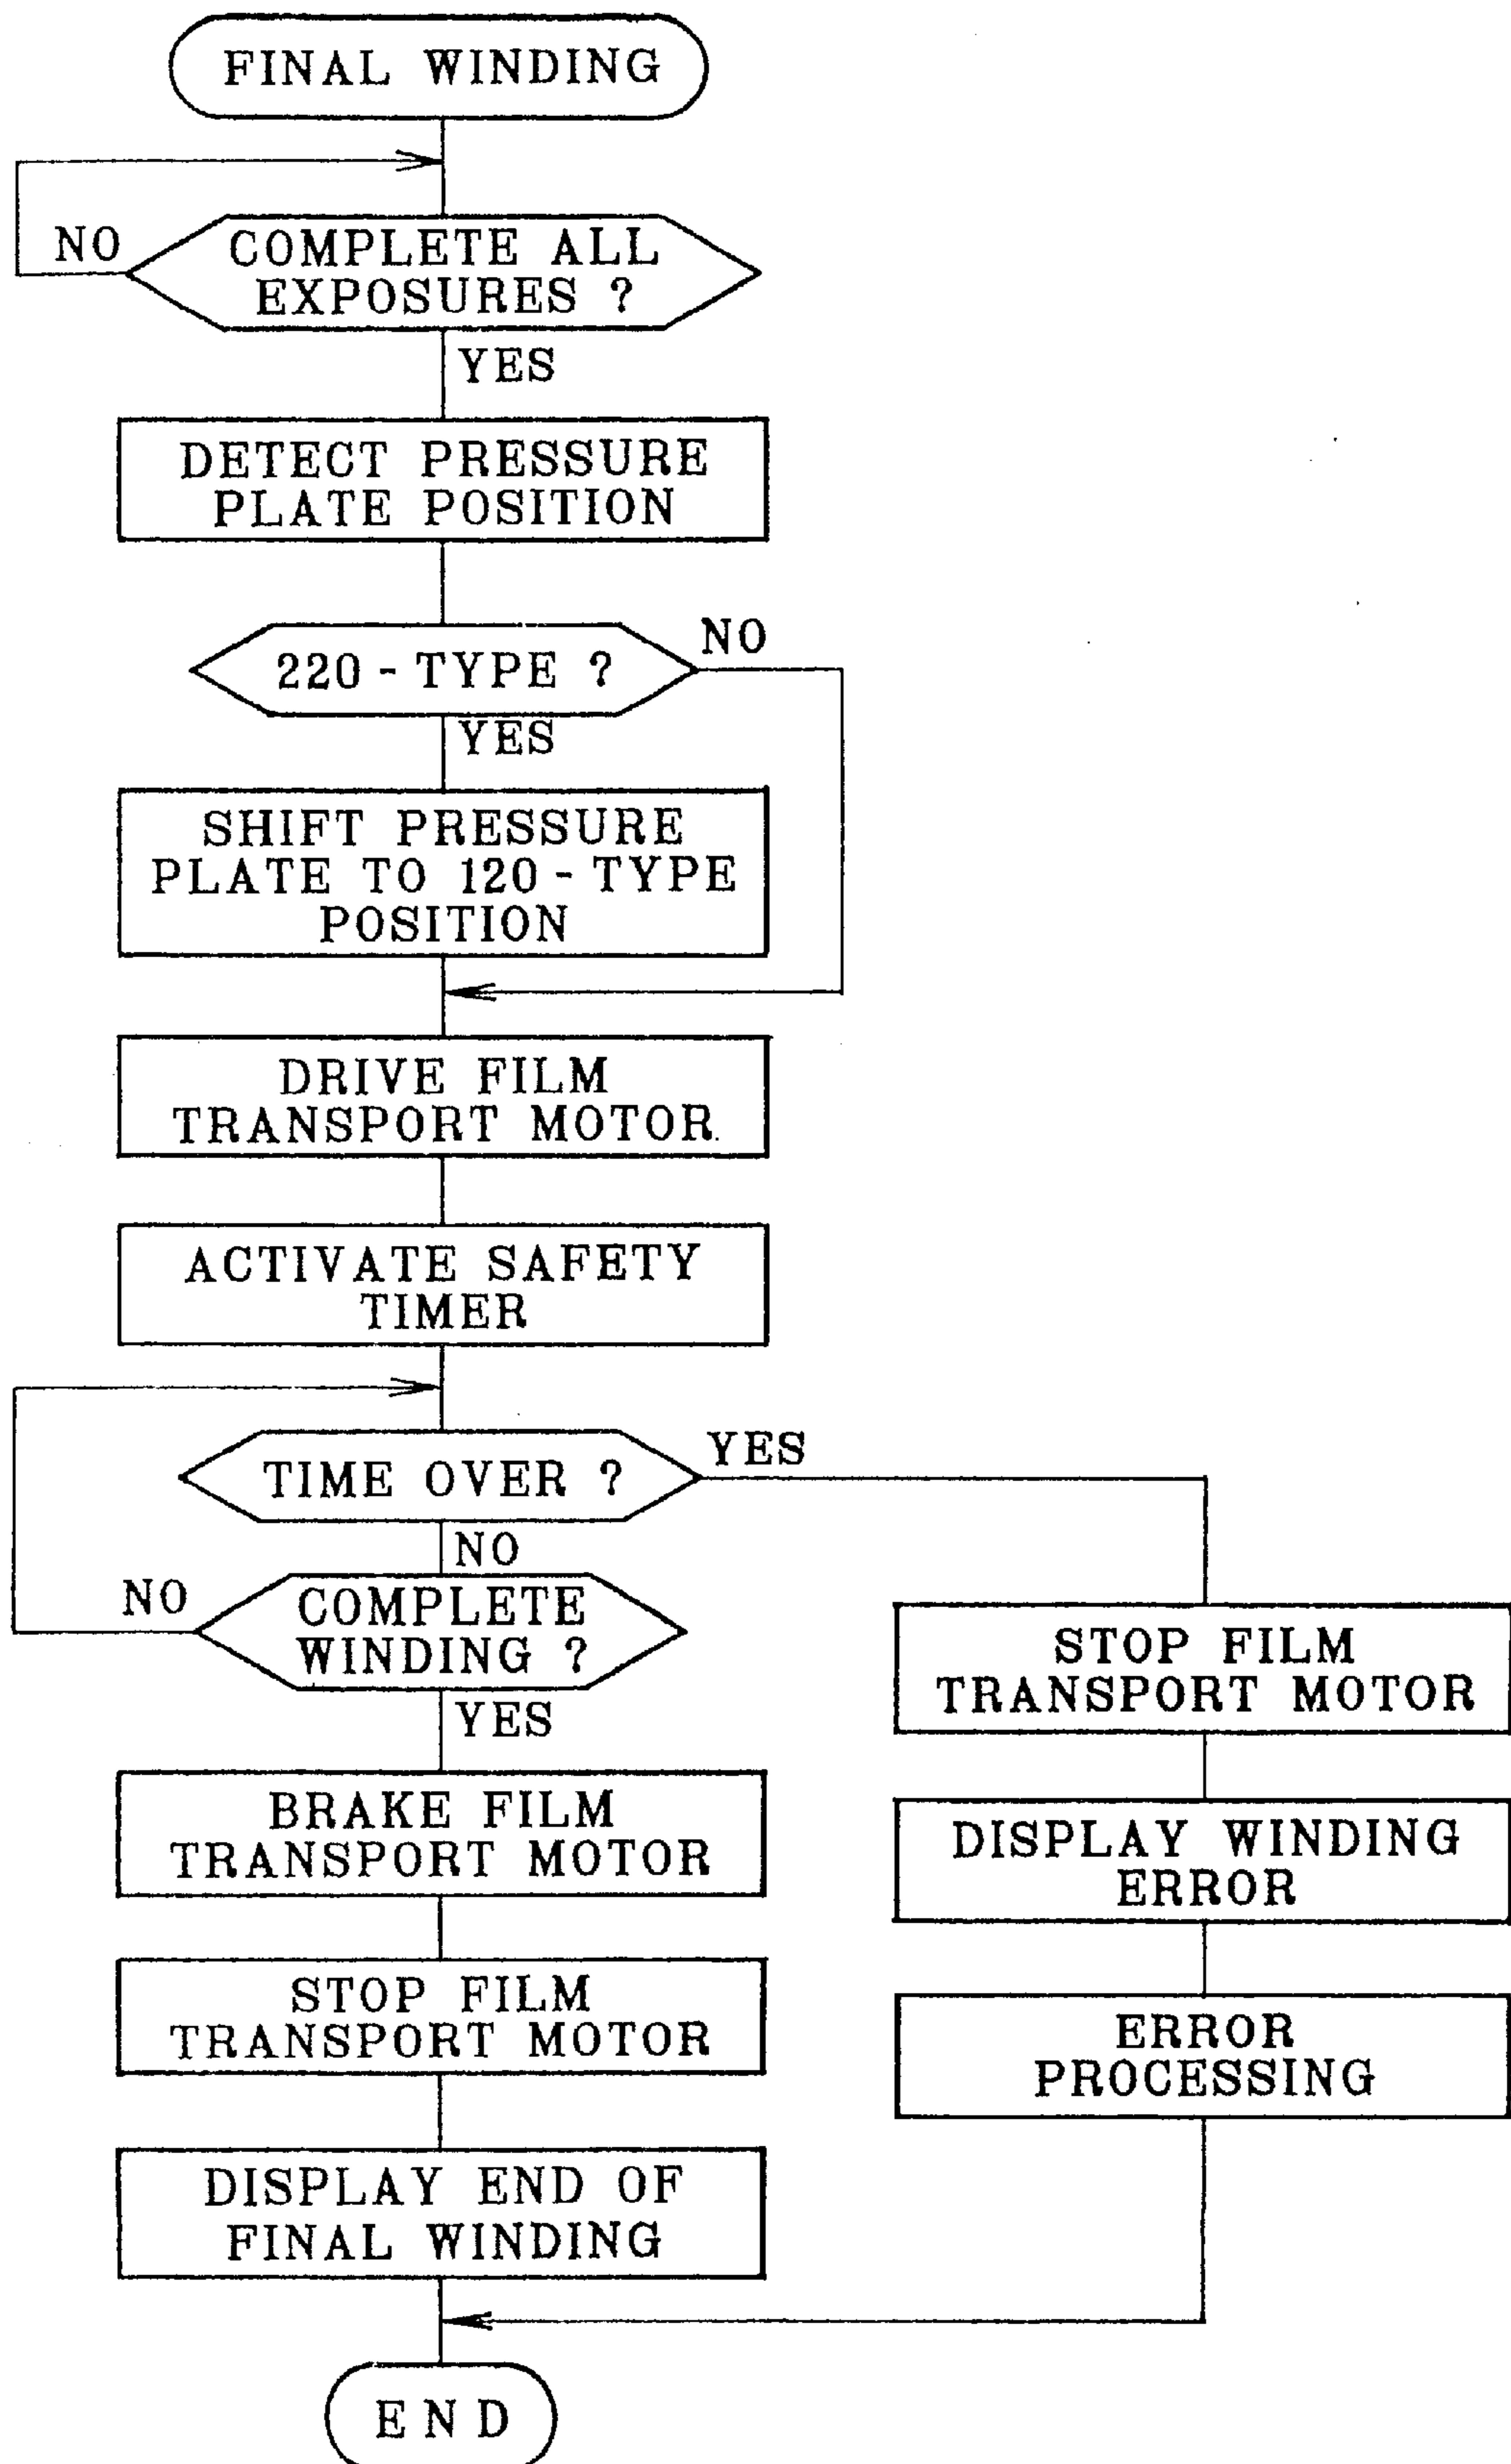 FINAL WINDING
NO
COMPLETE ALL
EXPOSURES ?
YES
DETECT PRESSURE
PLATE POSITION
NO
220 - TYPE ?
YES
SHIFT PRESSURE
PLATE TO 120 - TYPE
POSITION
DRIVE FILM
TRANSPORT MOTOR
ACTIVATE SAFETY
TIMER
YES
TIME OVER ?
NO
NO
COMPLETE
WINDING ?
YES
BRAKE FILM
TRANSPORT MOTOR
STOP FILM
TRANSPORT MOTOR
DISPLAY END OF
FINAL WINDING
STOP FILM
TRANSPORT MOTOR
DISPLAY WINDING
ERROR
ERROR
PROCESSING
END